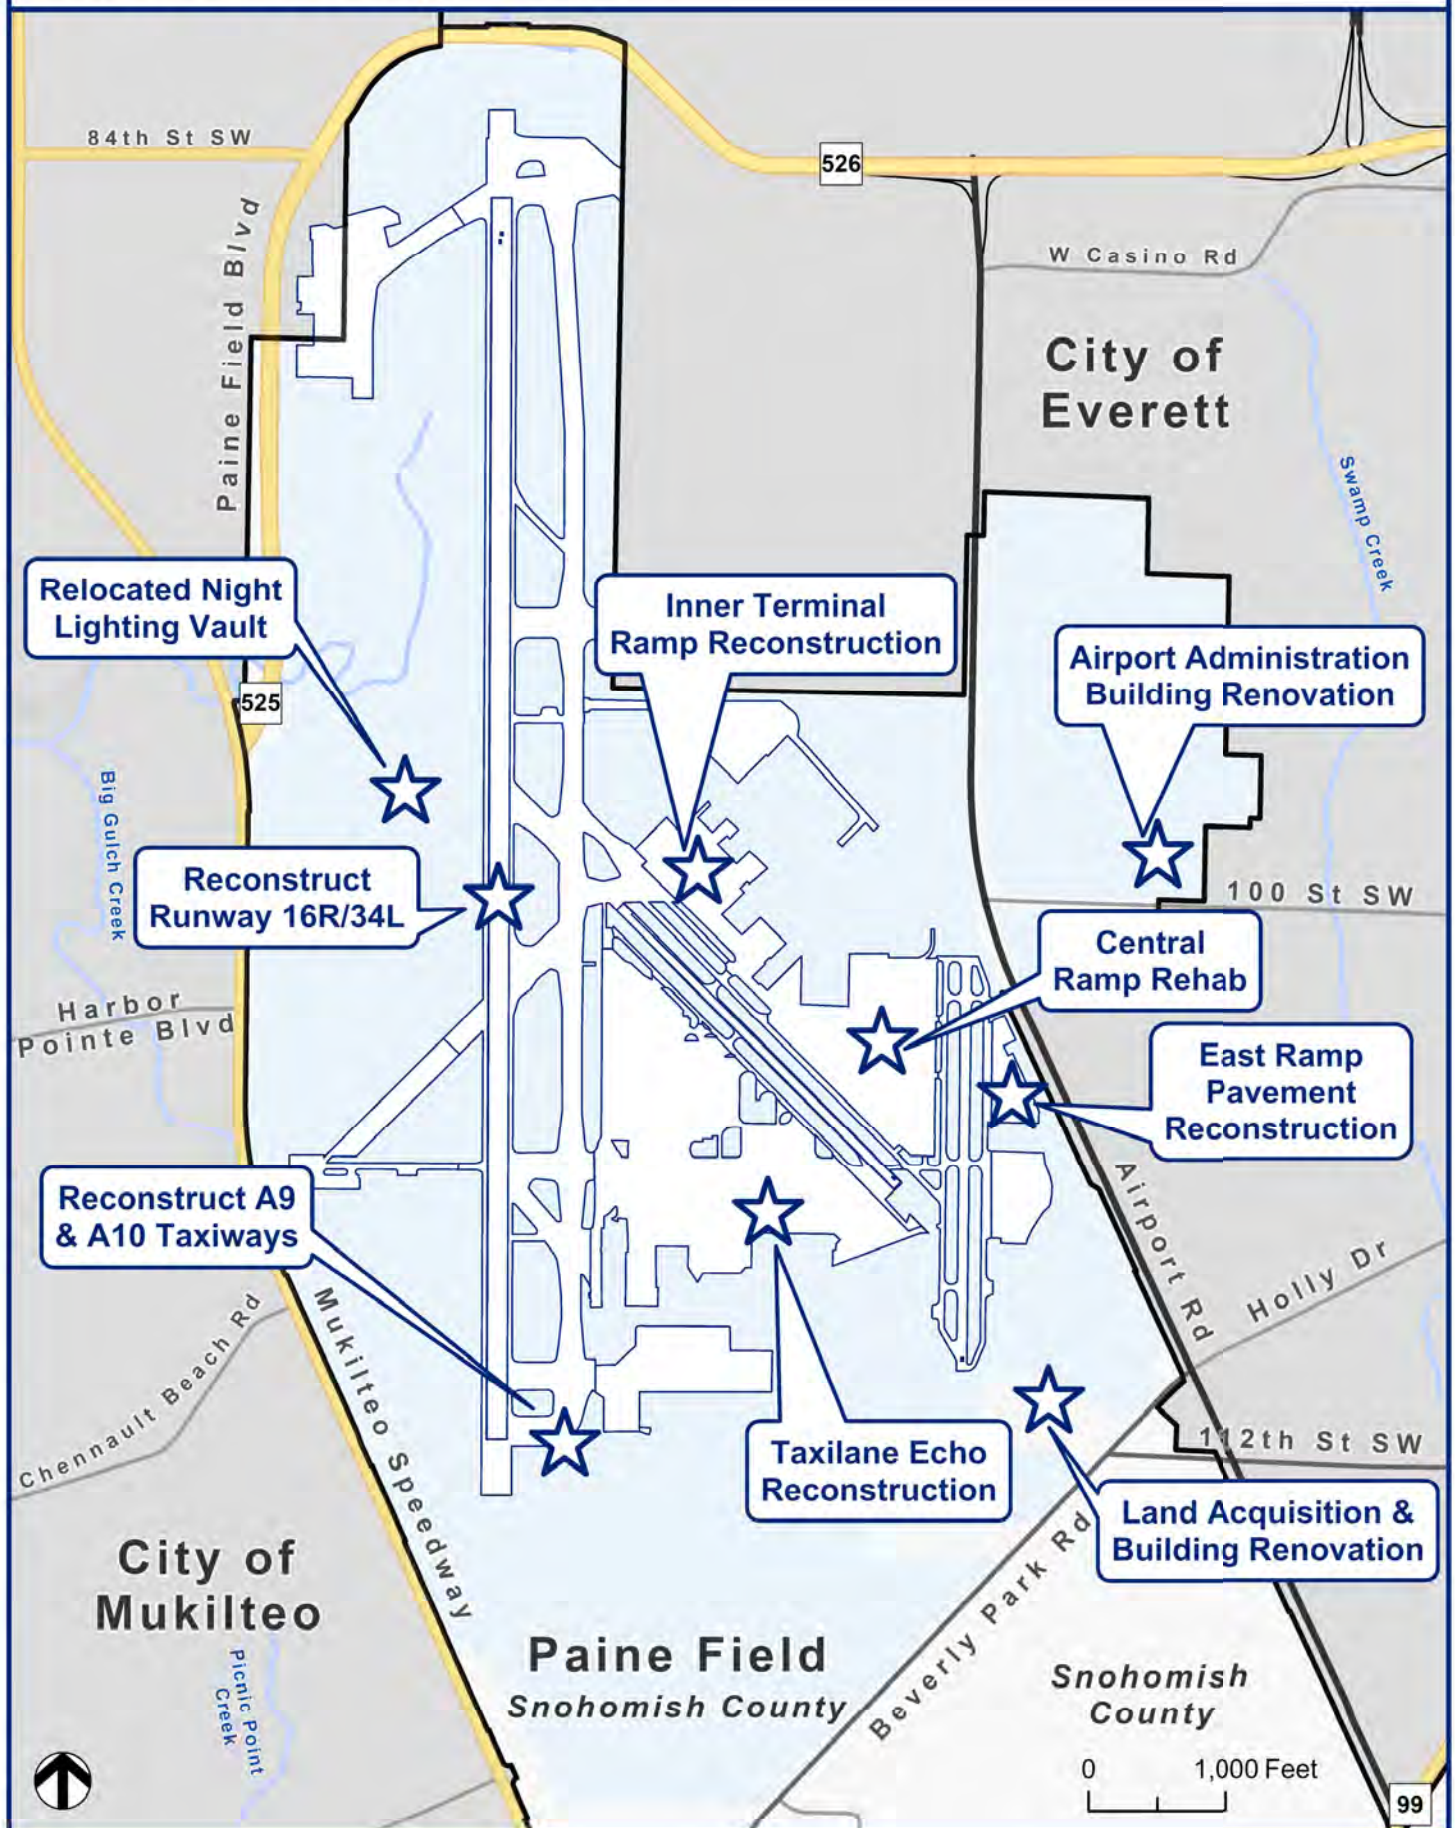 84th St SW
526
Paine Field Blvd
W Casino Rd
City of
Everett
Swamp Creek
Relocated Night
Lighting Vault
Inner Terminal
Ramp Reconstruction
Airport Administration
Building Renovation
525
Big Gulch Creek
Reconstruct
Runway 16R/34L
100 St SW
Central
Ramp Rehab
Harbor
Pointe Blvd
East Ramp
Pavement
Reconstruction
Reconstruct A9
& A10 Taxiways
Airport Rd
Holly Dr
Chennault Beach Rd
Mukilteo Speedway
112th St SW
Taxilane Echo
Reconstruction
Land Acquisition &
Building Renovation
City of
Mukilteo
Beverly Park Rd
Paine Field
Snohomish County
Snohomish
County
Picnic Point
Creek
0 1,000 Feet
99